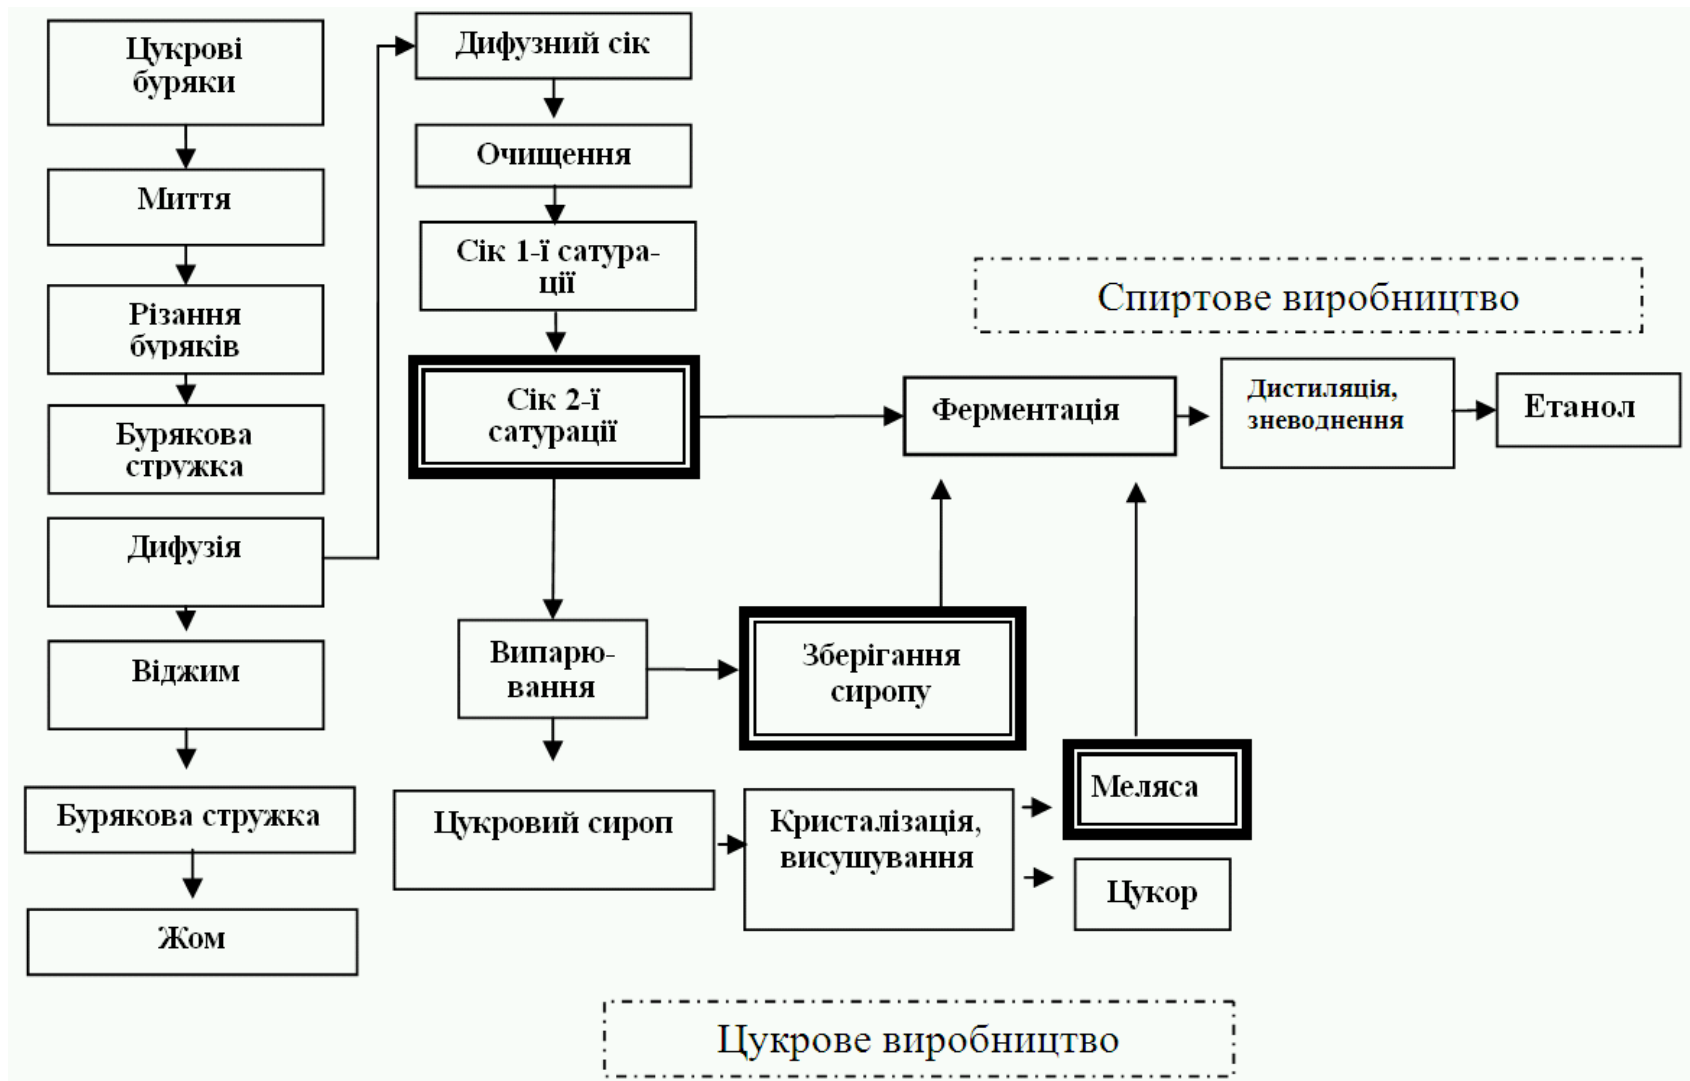 Цукрові
буряки
Миття
Різання
буряків
Бурякова
стружка
Дифузія
Віджим
Бурякова стружка
Жом
Дифузний сік
Очищення
Сік 1-ї сатура-
ції
Сік 2-ї
сатурації
Випарю-
вання
Цукровий сироп
Зберігання
сиропу
Кристалізація,
висушування
Меляса
Цукор
Спиртове виробництво
Ферментація
Дистиляція,
зневоднення
Етанол
Цукрове виробництво